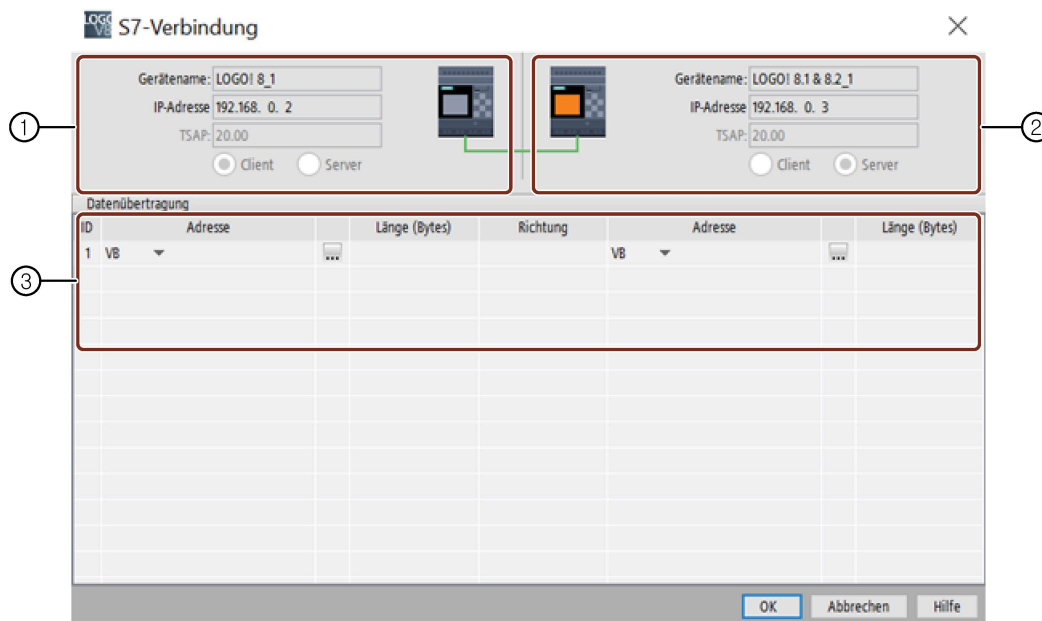 LOGO! V8 S7-Verbindung
Gerätename: LOGO! 8_1
IP-Adresse 192.168. 0. 2
TSAP: 20.00
Client Server
Gerätename: LOGO! 8.1 & 8.2_1
IP-Adresse 192.168. 0. 3
TSAP: 20.00
Client Server
1
2
Datenübertragung
ID Adresse Länge (Bytes) Richtung Adresse Länge (Bytes)
1 VB ... VB ...
3
OK Abbrechen Hilfe